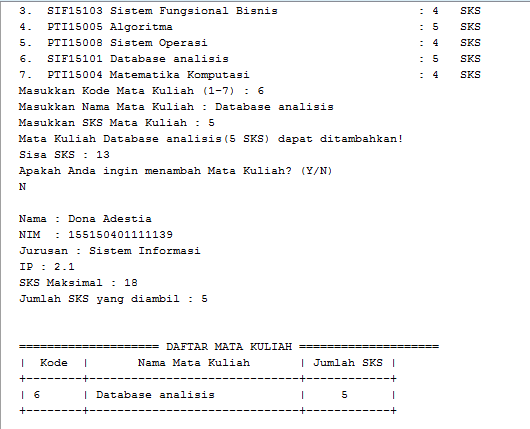 3.  SIF15103 Sistem Fungsional Bisnis                    : 4   SKS
4.  PTI15005 Algoritma                                   : 5   SKS
5.  PTI15008 Sistem Operasi                              : 4   SKS
6.  SIF15101 Database analisis                           : 5   SKS
7.  PTI15004 Matematika Komputasi                        : 4   SKS
Masukkan Kode Mata Kuliah (1-7) : 6
Masukkan Nama Mata Kuliah : Database analisis
Masukkan SKS Mata Kuliah : 5
Mata Kuliah Database analisis(5 SKS) dapat ditambahkan!
Sisa SKS : 13
Apakah Anda ingin menambah Mata Kuliah? (Y/N)
N
Nama : Dona Adestia
NIM  : 155150401111139
Jurusan : Sistem Informasi
IP : 2.1
SKS Maksimal : 18
Jumlah SKS yang diambil : 5
==================== DAFTAR MATA KULIAH ====================
|  Kode  |       Nama Mata Kuliah       | Jumlah SKS |
+--------+------------------------------+------------+
| 6      | Database analisis            |     5      |
+--------+------------------------------+------------+